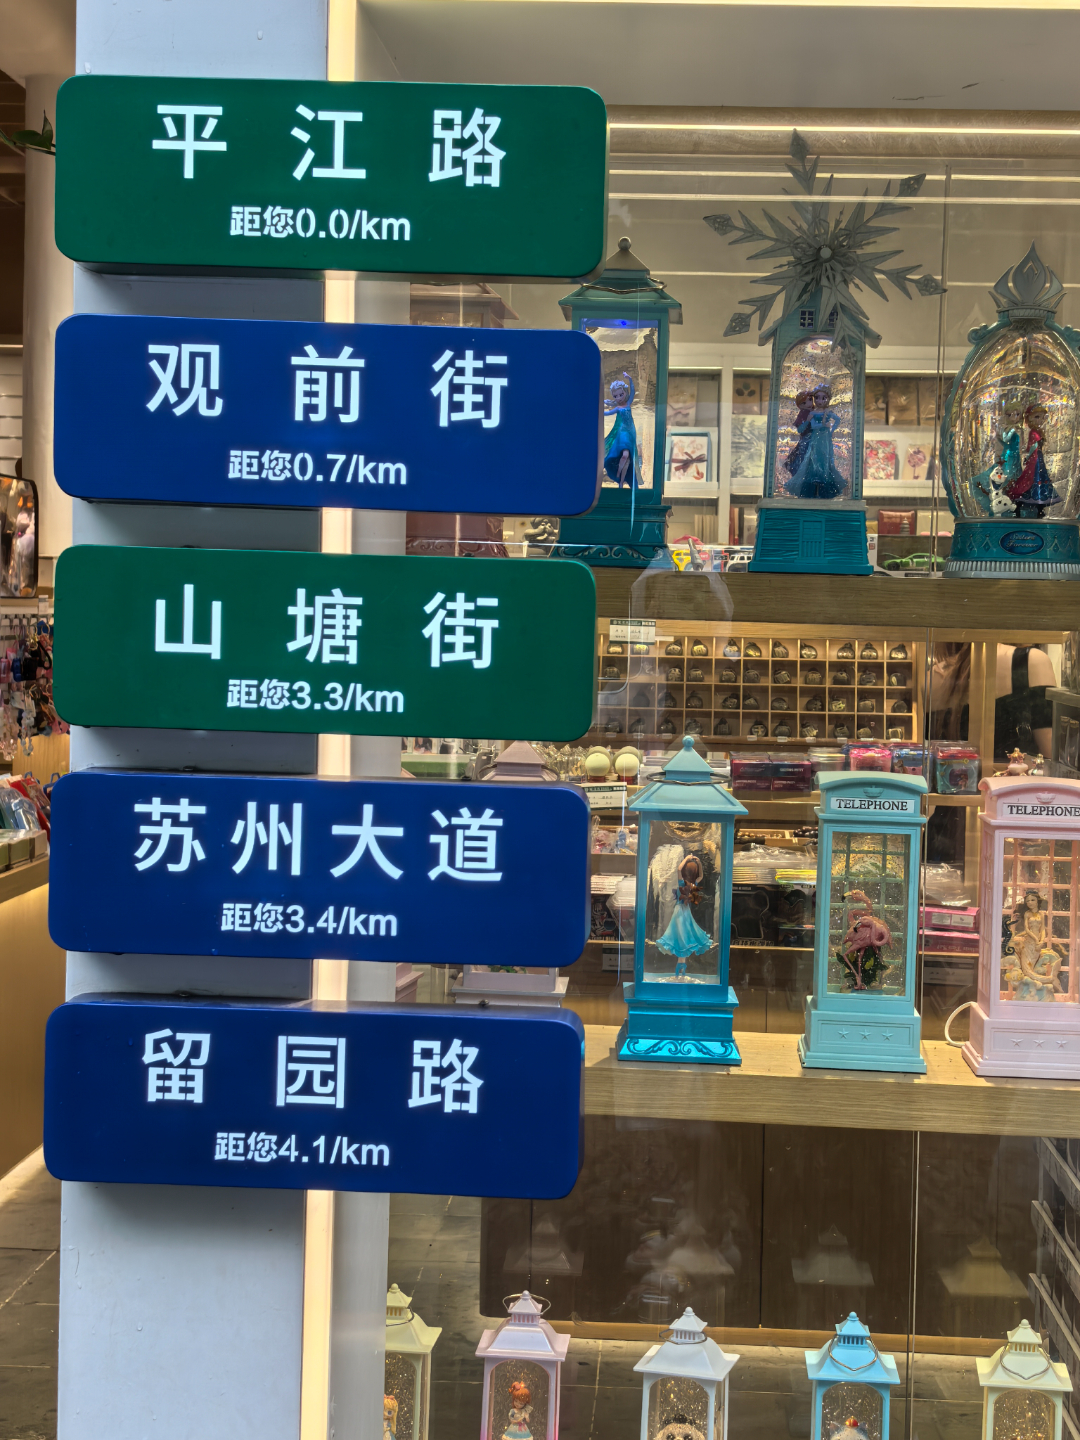 平江路
距您0.0/km
观前街
距您0.7/km
山塘街
距您3.3/km
苏州大道
距您3.4/km
留园路
距您4.1/km
TELEPHONE
TELEPHONE